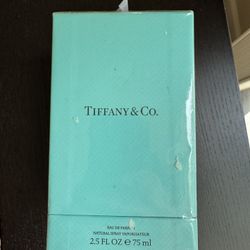 TIFFANY & CO.
EAU DE PARFUM
NATURAL SPRAY VAPORISATEUR
2.5 FL OZ ℮ 75 ml